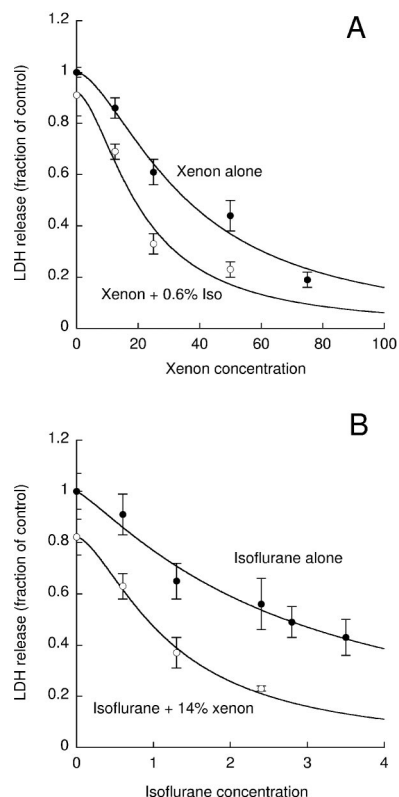 A
1.2
1
0.8
0.6
0.4
0.2
0
LDH release (fraction of control)
Xenon alone
Xenon + 0.6% Iso
0 20 40 60 80 100
Xenon concentration
B
1.2
1
0.8
0.6
0.4
0.2
0
LDH release (fraction of control)
Isoflurane alone
Isoflurane + 14% xenon
0 1 2 3 4
Isoflurane concentration